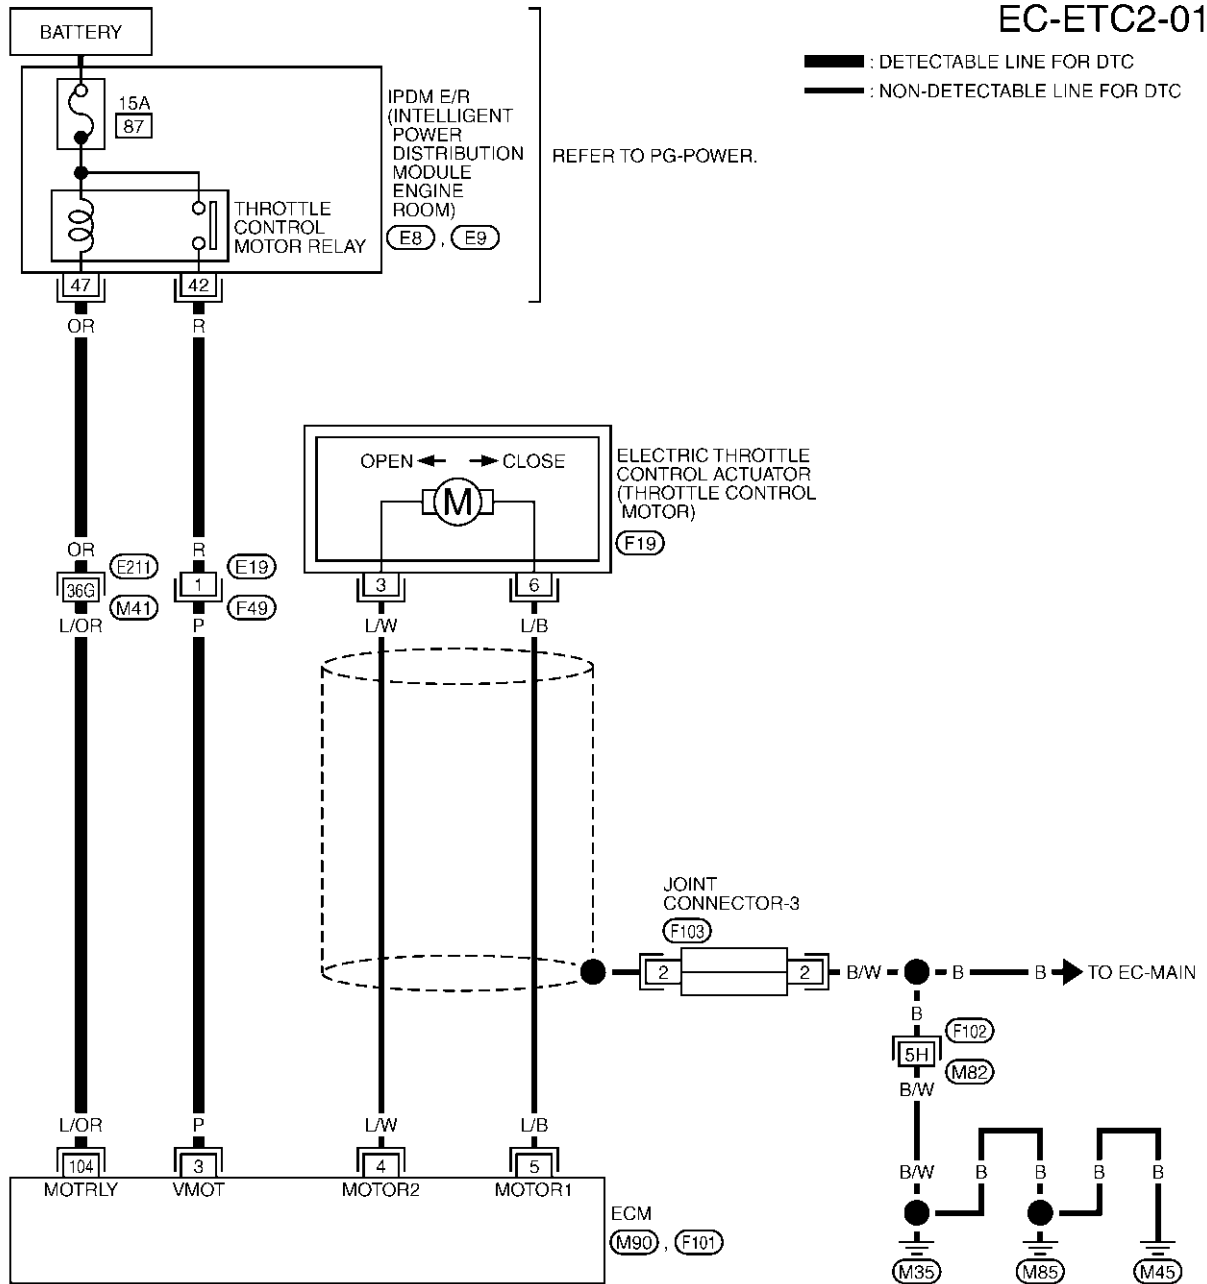 EC-ETC2-01
BATTERY
: DETECTABLE LINE FOR DTC
: NON-DETECTABLE LINE FOR DTC
15A
87
IPDM E/R
(INTELLIGENT
POWER
DISTRIBUTION
MODULE
ENGINE
ROOM)
E8 , E9
REFER TO PG-POWER.
THROTTLE
CONTROL
MOTOR RELAY
47 42
OR R
OPEN CLOSE
M
ELECTRIC THROTTLE
CONTROL ACTUATOR
(THROTTLE CONTROL
MOTOR)
F19
OR R
E211 E19
36G 1
M41 F49
3 6
L/OR P L/W L/B
JOINT
CONNECTOR-3
F103
2 2 B/W B B TO EC-MAIN
B
F102
5H
M82
B/W
L/OR P L/W L/B
104 3 4 5
MOTRLY VMOT MOTOR2 MOTOR1
B/W B B B B
ECM
M90 , F101
M35 M85 M45